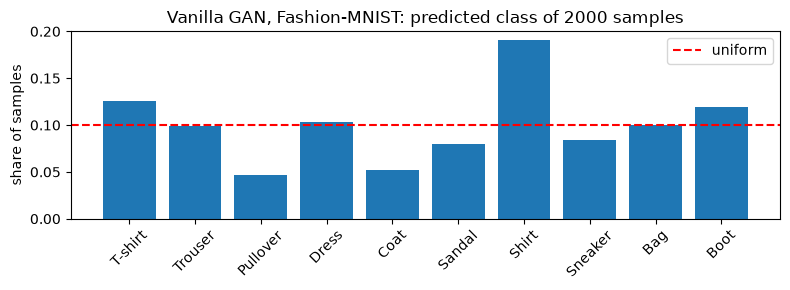 Vanilla GAN, Fashion-MNIST: predicted class of 2000 samples
uniform
share of samples
0.20
0.15
0.10
0.05
0.00
T-shirt
Trouser
Pullover
Dress
Coat
Sandal
Shirt
Sneaker
Bag
Boot